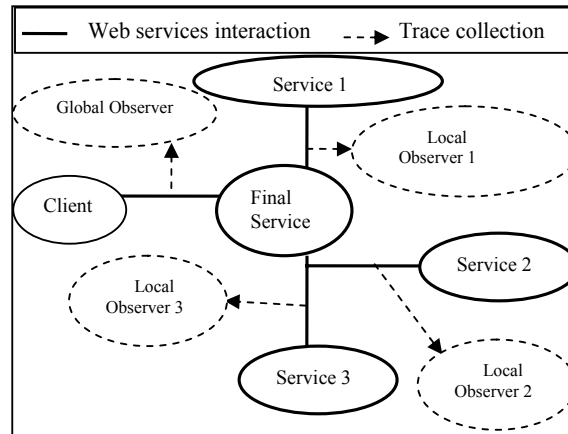 Web services interaction
Trace collection
Service 1
Global Observer
Local
Observer 1
Client
Final
Service
Service 2
Local
Observer 3
Local
Observer 2
Service 3